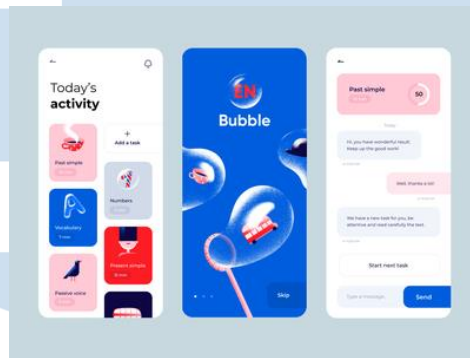 Today's
activity
Past simple
+
Add a task
Numbers
Vocabulary
Present simple
Passive voice
EN
Bubble
Skip
Past simple
50
Today
Hi, you have wonderful result.
Keep up the good work!
Well, thanks a lot
We have a new task for you, be
attentive and read carefully the text.
Start next task
Type a message
Send